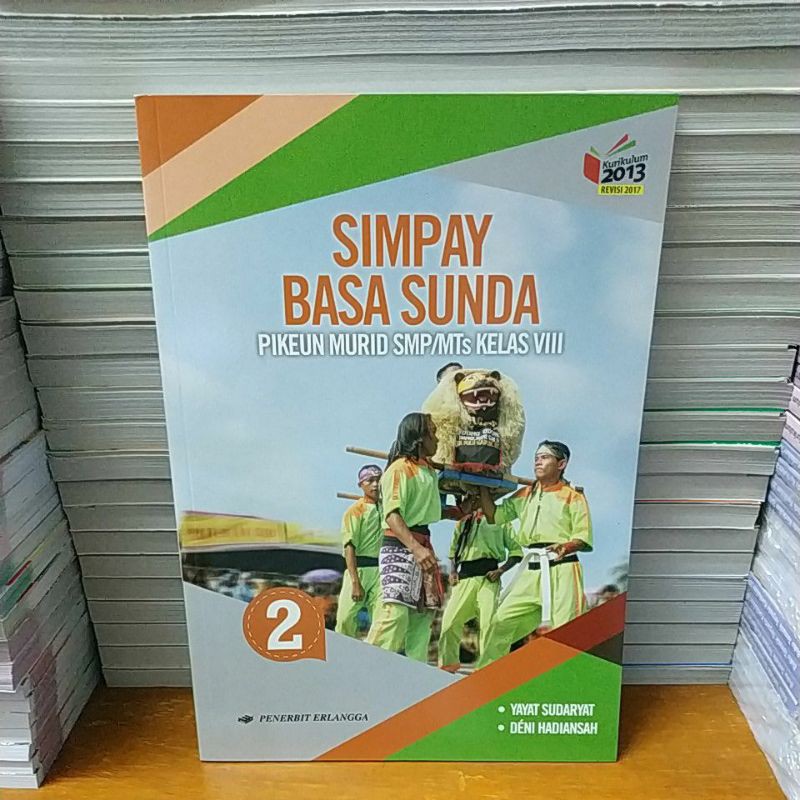 Kurikulum
2013
REVISI 2017
SIMPAY
BASA SUNDA
PIKEUN MURID SMP/MTs KELAS VIII
2
PENERBIT ERLANGGA
• YAYAT SUDARYAT
• DÉNI HADIANSAH